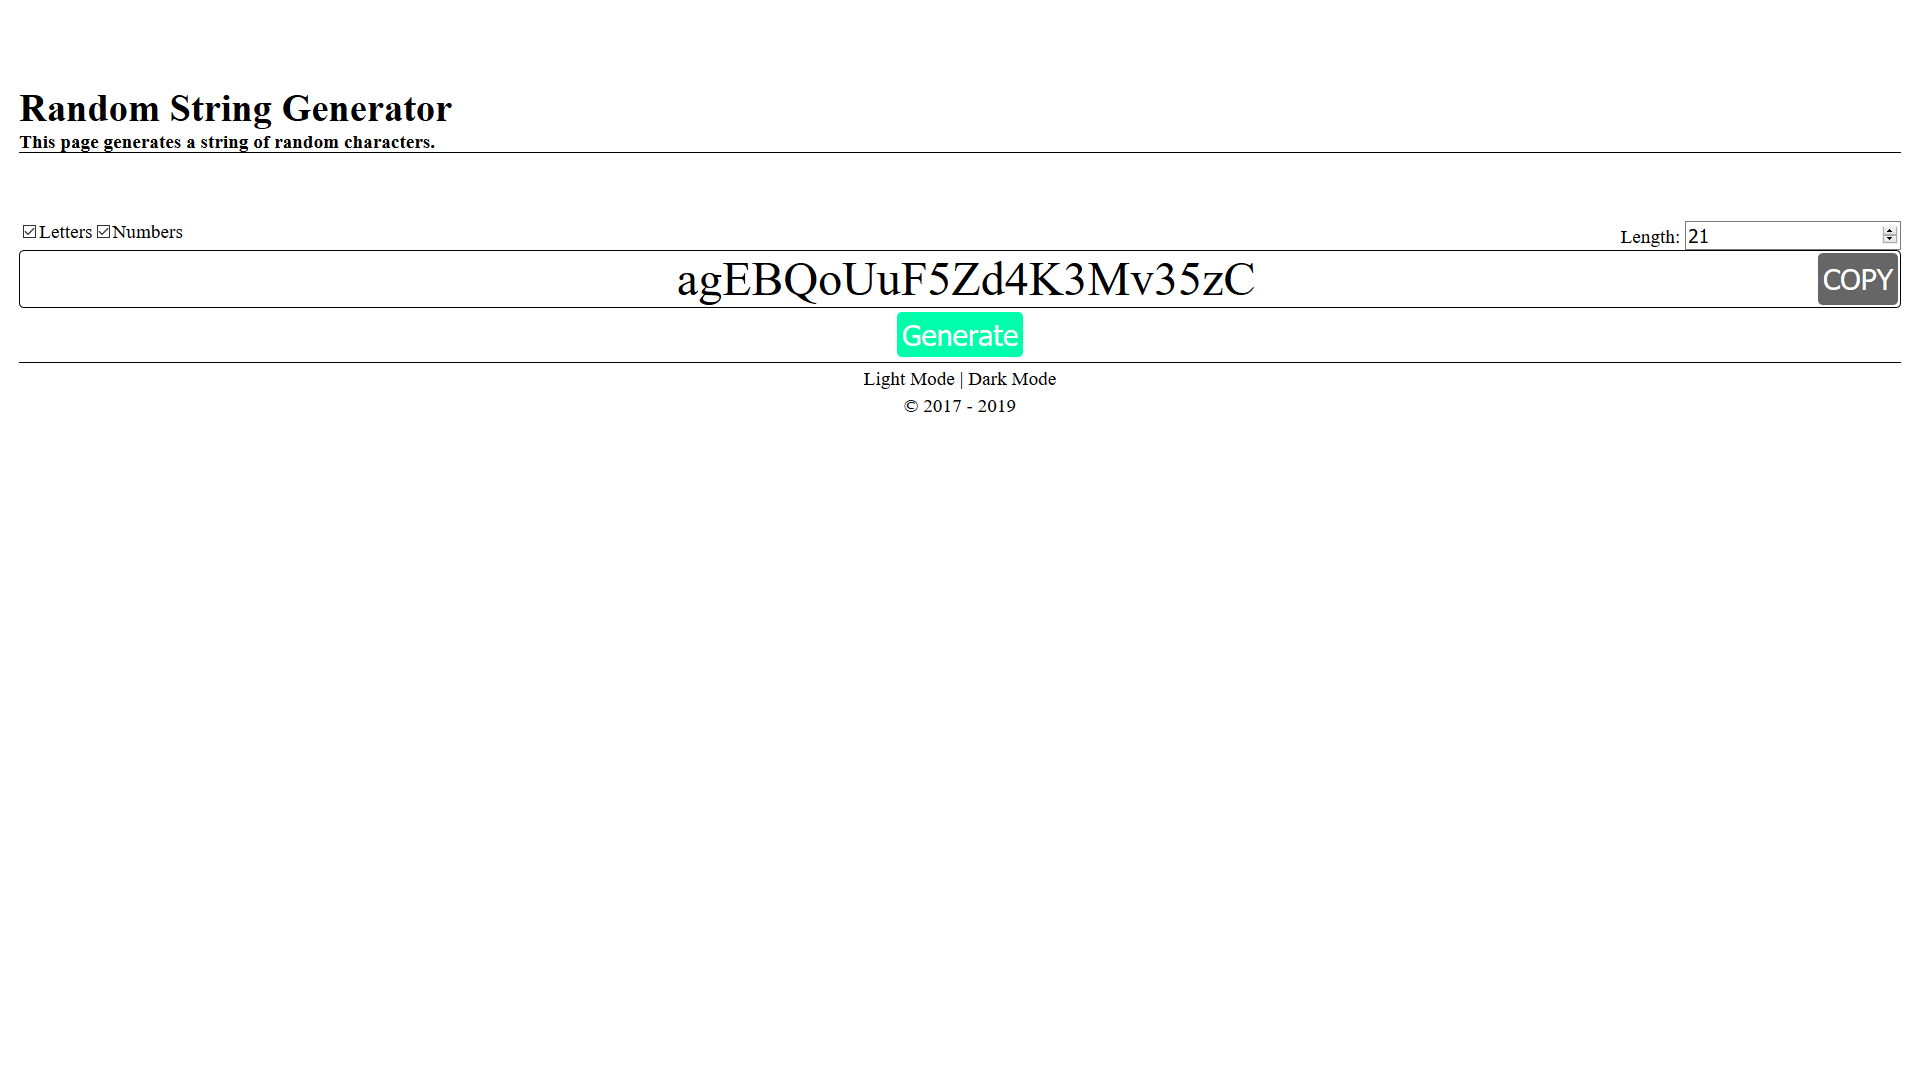 Random String Generator
This page generates a string of random characters.
Letters Numbers
Length: 21
agEBQoUuF5Zd4K3Mv35zC
COPY
Generate
Light Mode | Dark Mode
© 2017 - 2019